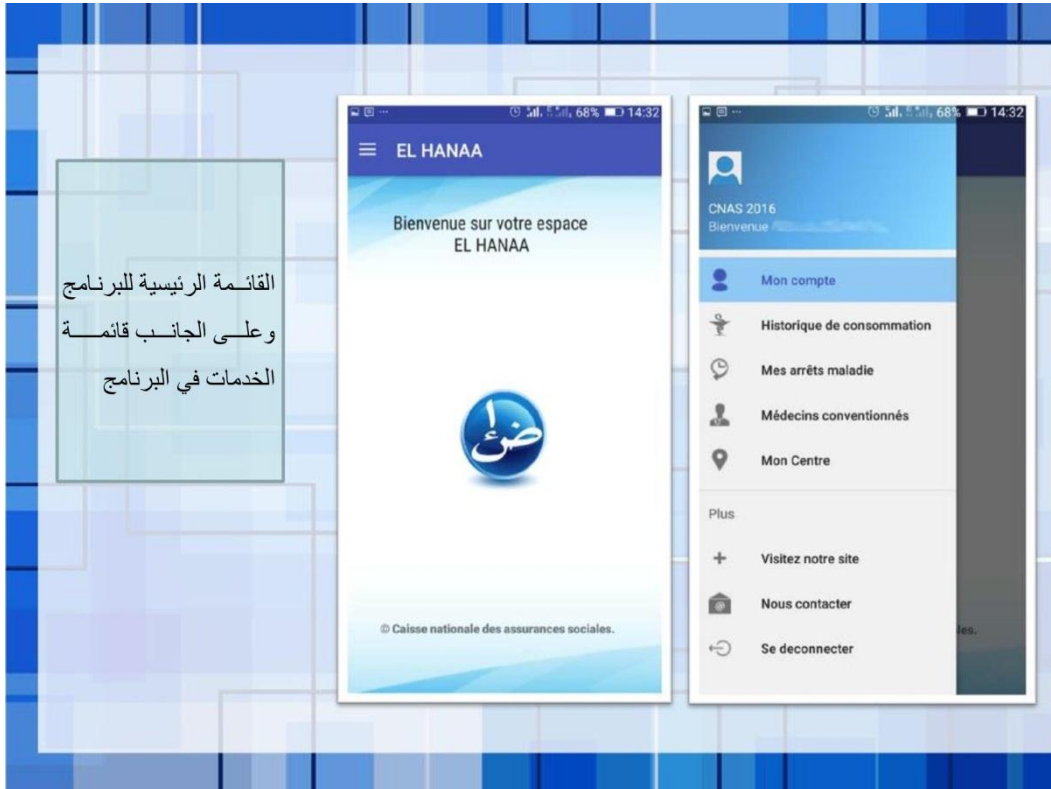 القائمة الرئيسية للبرنامج
وعلى الجانب قائمة
الخدمات في البرنامج
68% 14:32
EL HANAA
Bienvenue sur votre espace
EL HANAA
ضأ
© Caisse nationale des assurances sociales.
68% 14:32
CNAS 2016
Bienvenue
Mon compte
Historique de consommation
Mes arrêts maladie
Médecins conventionnés
Mon Centre
Plus
Visitez notre site
Nous contacter
Se deconnecter
les.